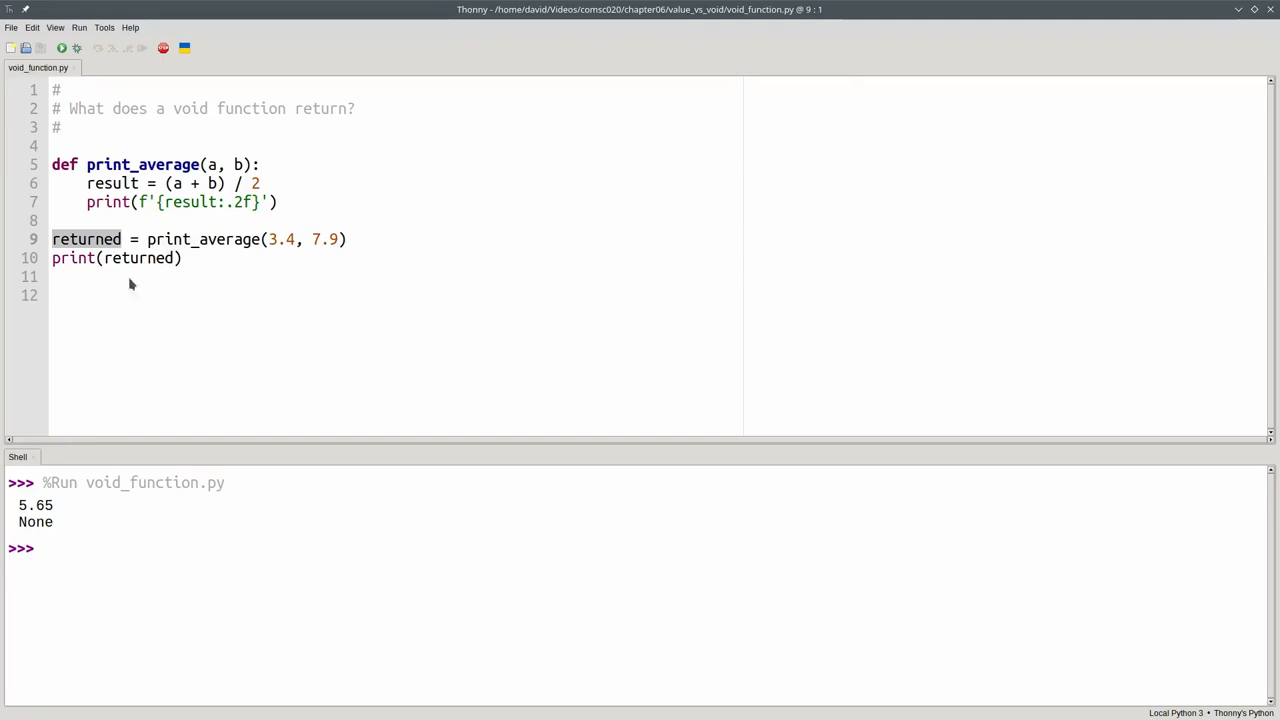 Thonny - /home/david/Videos/comsc020/chapter06/value_vs_void/void_function.py @ 9 : 1
File Edit View Run Tools Help
void_function.py
1 #
2 # What does a void function return?
3 #
4
5 def print_average(a, b):
6 result = (a + b) / 2
7 print(f'{result:.2f}')
8
9 returned = print_average(3.4, 7.9)
10 print(returned)
11
12
Shell
>>> %Run void_function.py
5.65
None
>>>
Local Python 3 • Thonny's Python